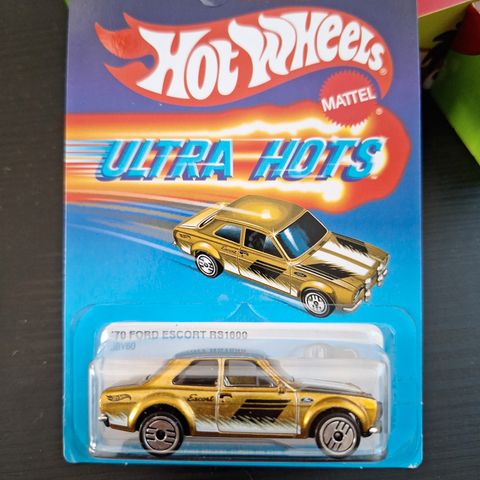 Hot Wheels
MATTEL
®
ULTRA HOTS
'70 FORD ESCORT RS1600
Escort